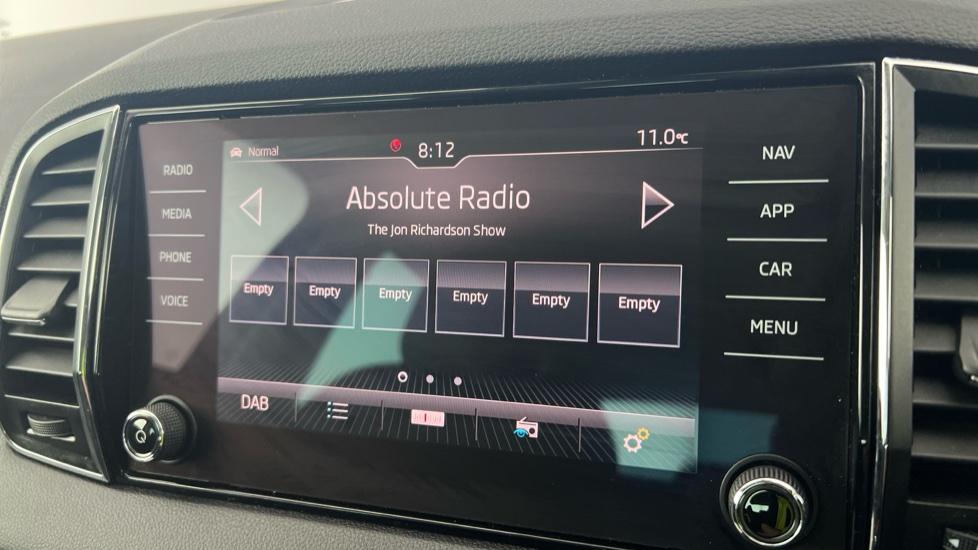 RADIO
MEDIA
PHONE
VOICE
Normal
8:12
11.0°C
Absolute Radio
The Jon Richardson Show
Empty Empty Empty Empty Empty Empty
DAB
NAV
APP
CAR
MENU